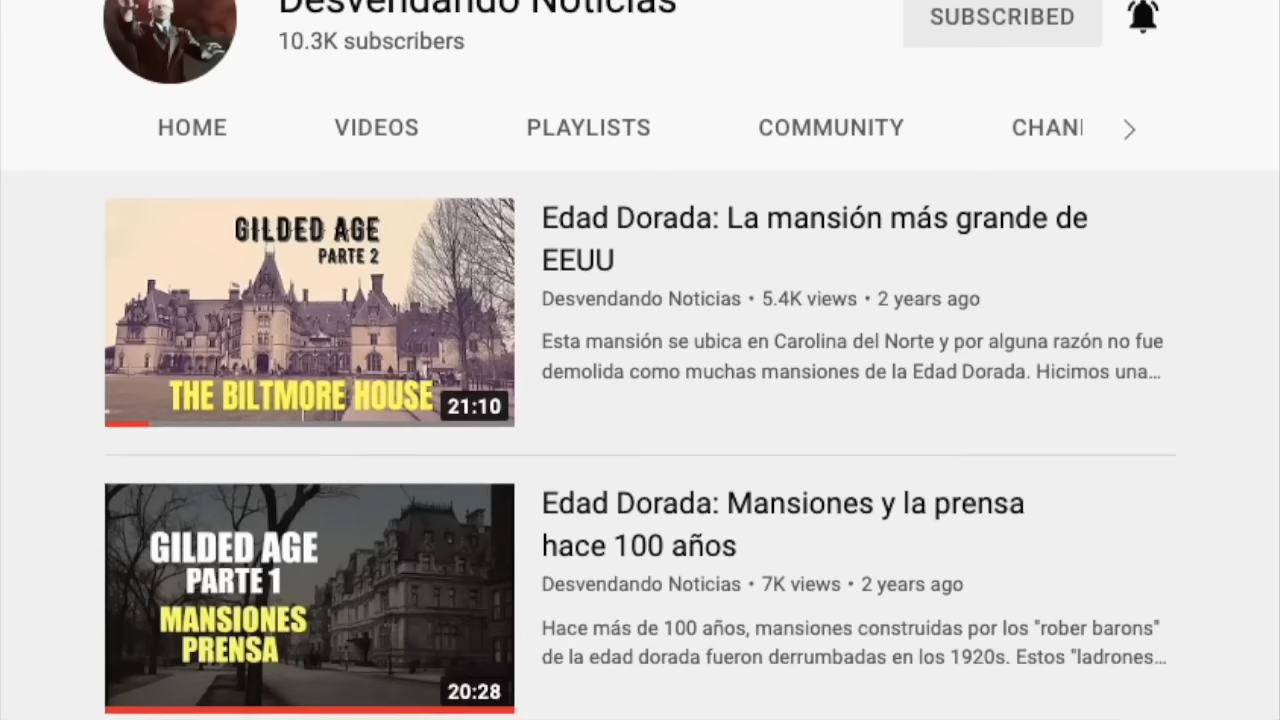 Desvendando Noticias
10.3K subscribers
SUBSCRIBED
HOME
VIDEOS
PLAYLISTS
COMMUNITY
CHAN
GILDED AGE
PARTE 2
THE BILTMORE HOUSE
21:10
Edad Dorada: La mansión más grande de
EEUU
Desvendando Noticias • 5.4K views • 2 years ago
Esta mansión se ubica en Carolina del Norte y por alguna razón no fue
demolida como muchas mansiones de la Edad Dorada. Hicimos una...
GILDED AGE
PARTE 1
MANSIONES
PRENSA
20:28
Edad Dorada: Mansiones y la prensa
hace 100 años
Desvendando Noticias • 7K views • 2 years ago
Hace más de 100 años, mansiones construidas por los "rober barons"
de la edad dorada fueron derrumbadas en los 1920s. Estos "ladrones...